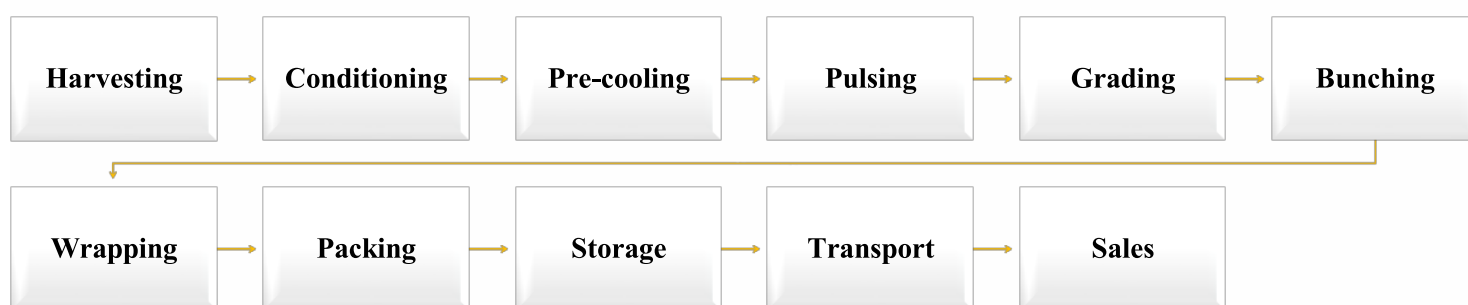 Harvesting
Conditioning
Pre-cooling
Pulsing
Grading
Bunching
Wrapping
Packing
Storage
Transport
Sales